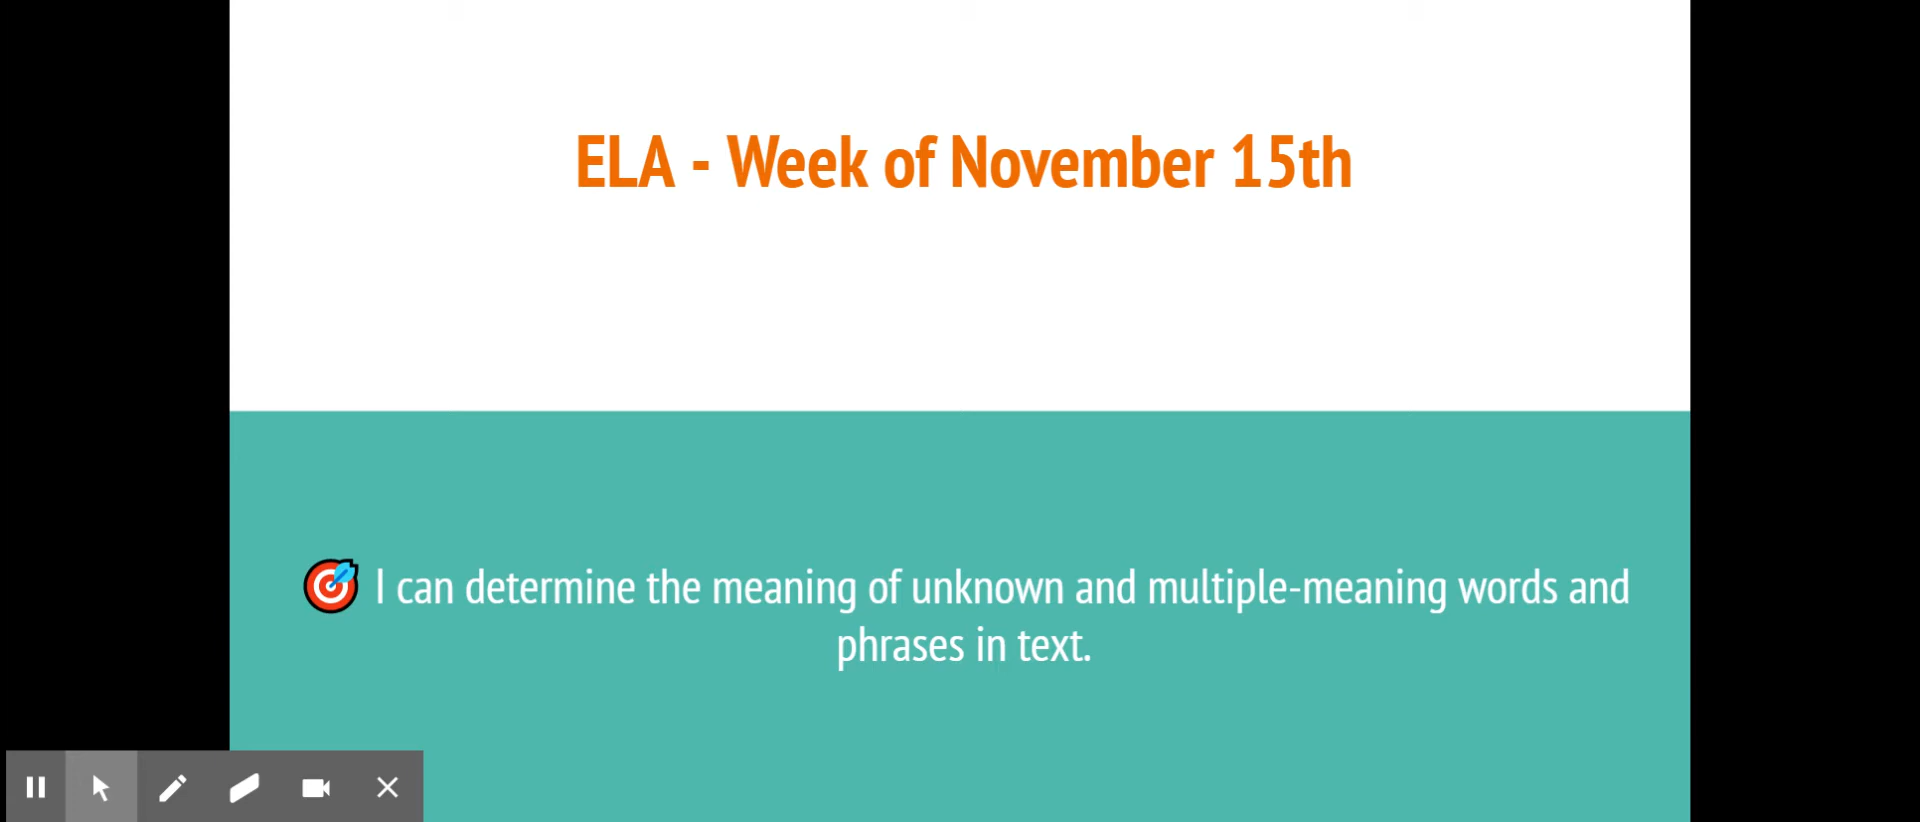 ELA - Week of November 15th
I can determine the meaning of unknown and multiple-meaning words and
phrases in text.